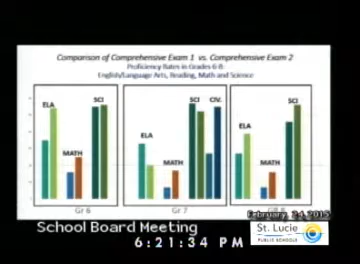 Comparison of Comprehensive Exam 1 vs. Comprehensive Exam 2
Proficiency Rates in Grades 6-8:
English/Language Arts, Reading, Math and Science
ELA
MATH
SCI
ELA
MATH
SCI
CIV.
ELA
MATH
SCI
Gr 6
Gr 7
GR 8
February, 24 2015
School Board Meeting
St. Lucie
PUBLIC SCHOOLS
6:21:34 PM